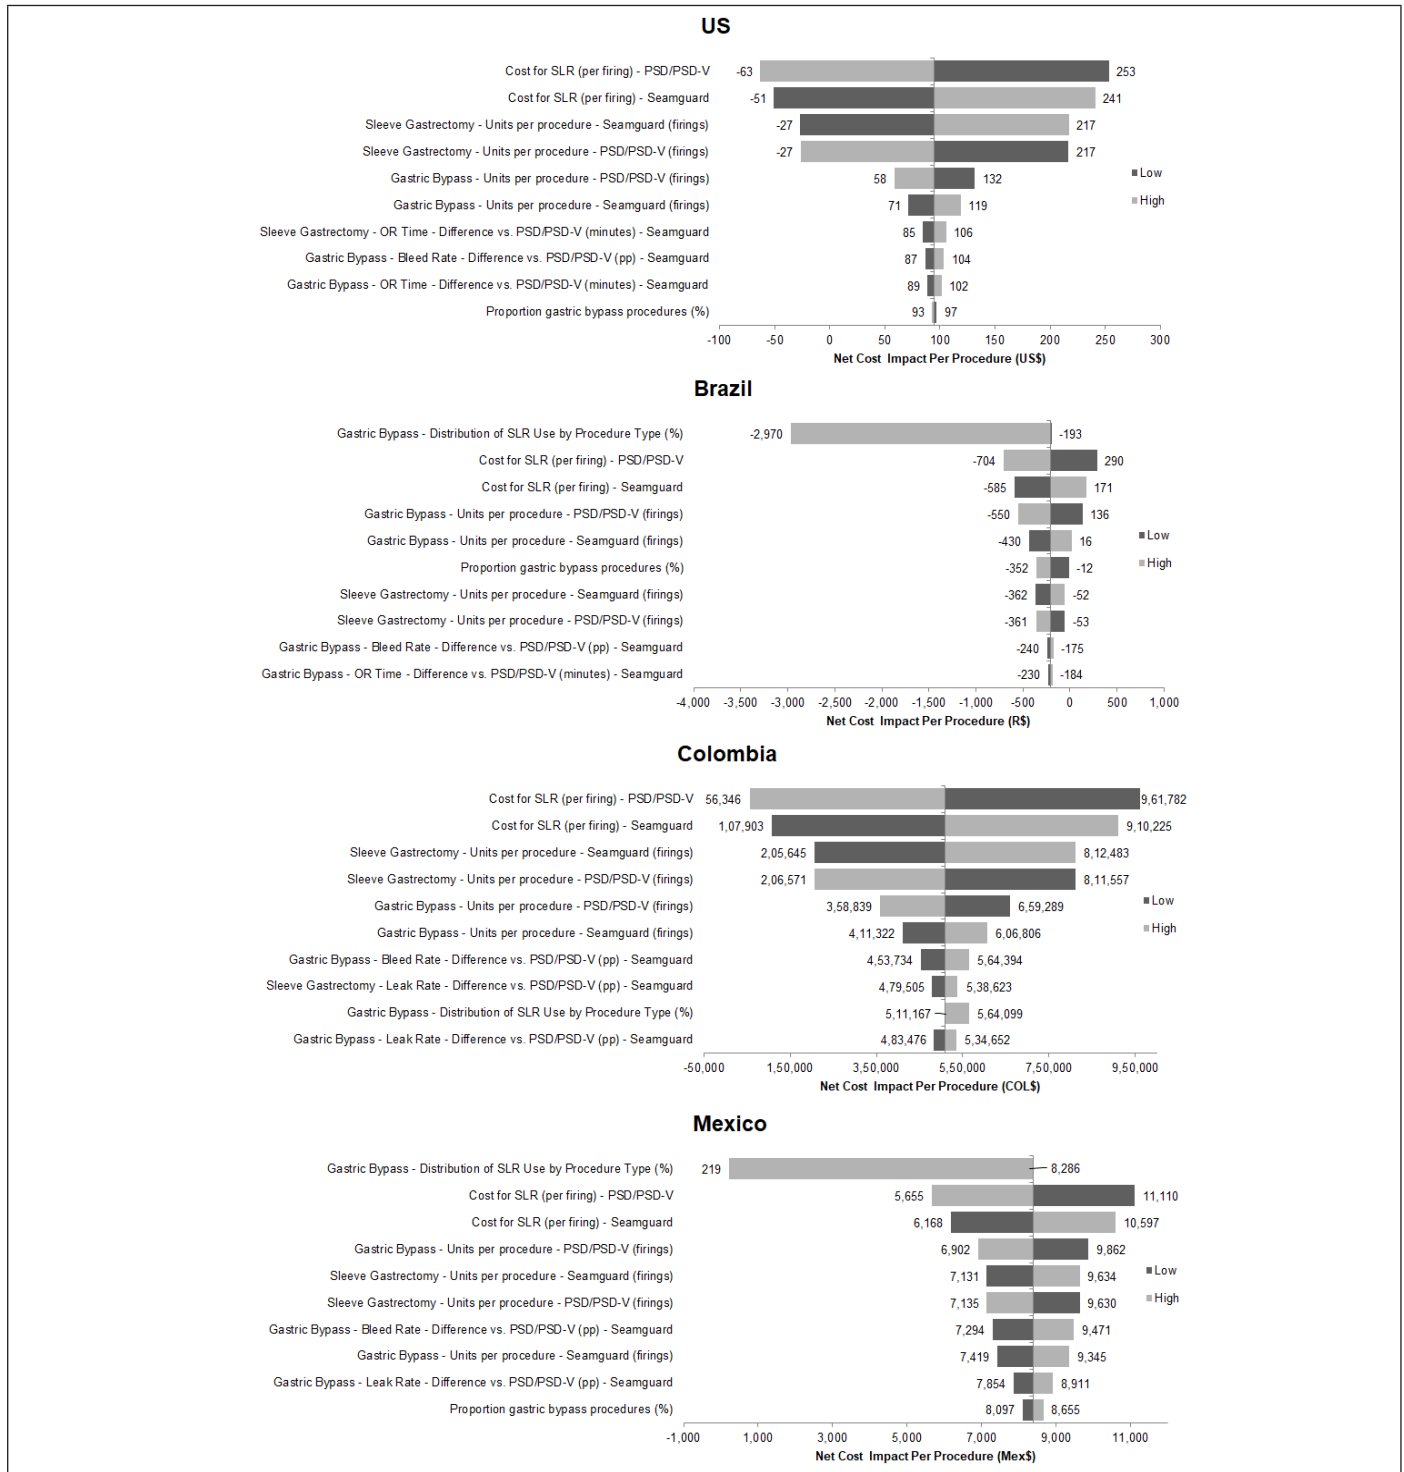 US
Cost for SLR (per firing) - PSD/PSD-V -63 253
Cost for SLR (per firing) - Seamguard -51 241
Sleeve Gastrectomy - Units per procedure - Seamguard (firings) -27 217
Sleeve Gastrectomy - Units per procedure - PSD/PSD-V (firings) -27 217
Gastric Bypass - Units per procedure - PSD/PSD-V (firings) 58 132
Low
Gastric Bypass - Units per procedure - Seamguard (firings) 71 119
High
Sleeve Gastrectomy - OR Time - Difference vs. PSD/PSD-V (minutes) - Seamguard 85 106
Gastric Bypass - Bleed Rate - Difference vs. PSD/PSD-V (pp) - Seamguard 87 104
Gastric Bypass - OR Time - Difference vs. PSD/PSD-V (minutes) - Seamguard 89 102
Proportion gastric bypass procedures (%) 93 97
-100 -50 0 50 100 150 200 250 300
Net Cost Impact Per Procedure (US$)
Brazil
Gastric Bypass - Distribution of SLR Use by Procedure Type (%) -2,970 -193
Cost for SLR (per firing) - PSD/PSD-V -704 290
Cost for SLR (per firing) - Seamguard -585 171
Gastric Bypass - Units per procedure - PSD/PSD-V (firings) -550 136
Low
Gastric Bypass - Units per procedure - Seamguard (firings) -430 16
High
Proportion gastric bypass procedures (%) -352 -12
Sleeve Gastrectomy - Units per procedure - Seamguard (firings) -362 -52
Sleeve Gastrectomy - Units per procedure - PSD/PSD-V (firings) -361 -53
Gastric Bypass - Bleed Rate - Difference vs. PSD/PSD-V (pp) - Seamguard -240 -175
Gastric Bypass - OR Time - Difference vs. PSD/PSD-V (minutes) - Seamguard -230 -184
-4,000 -3,500 -3,000 -2,500 -2,000 -1,500 -1,000 -500 0 500 1,000
Net Cost Impact Per Procedure (R$)
Colombia
Cost for SLR (per firing) - PSD/PSD-V 56,346 9,61,782
Cost for SLR (per firing) - Seamguard 1,07,903 9,10,225
Sleeve Gastrectomy - Units per procedure - Seamguard (firings) 2,05,645 8,12,483
Sleeve Gastrectomy - Units per procedure - PSD/PSD-V (firings) 2,06,571 8,11,557
Gastric Bypass - Units per procedure - PSD/PSD-V (firings) 3,58,839 6,59,289
Low
Gastric Bypass - Units per procedure - Seamguard (firings) 4,11,322 6,06,806
High
Gastric Bypass - Bleed Rate - Difference vs. PSD/PSD-V (pp) - Seamguard 4,53,734 5,64,394
Sleeve Gastrectomy - Leak Rate - Difference vs. PSD/PSD-V (pp) - Seamguard 4,79,505 5,38,623
Gastric Bypass - Distribution of SLR Use by Procedure Type (%) 5,11,167 5,64,099
Gastric Bypass - Leak Rate - Difference vs. PSD/PSD-V (pp) - Seamguard 4,83,476 5,34,652
-50,000 1,50,000 3,50,000 5,50,000 7,50,000 9,50,000
Net Cost Impact Per Procedure (COL$)
Mexico
Gastric Bypass - Distribution of SLR Use by Procedure Type (%) 219 8,286
Cost for SLR (per firing) - PSD/PSD-V 5,655 11,110
Cost for SLR (per firing) - Seamguard 6,168 10,597
Gastric Bypass - Units per procedure - PSD/PSD-V (firings) 6,902 9,862
Low
Sleeve Gastrectomy - Units per procedure - Seamguard (firings) 7,131 9,634
High
Sleeve Gastrectomy - Units per procedure - PSD/PSD-V (firings) 7,135 9,630
Gastric Bypass - Bleed Rate - Difference vs. PSD/PSD-V (pp) - Seamguard 7,294 9,471
Gastric Bypass - Units per procedure - Seamguard (firings) 7,419 9,345
Gastric Bypass - Leak Rate - Difference vs. PSD/PSD-V (pp) - Seamguard 7,854 8,911
Proportion gastric bypass procedures (%) 8,097 8,655
-1,000 1,000 3,000 5,000 7,000 9,000 11,000
Net Cost Impact Per Procedure (Mex$)